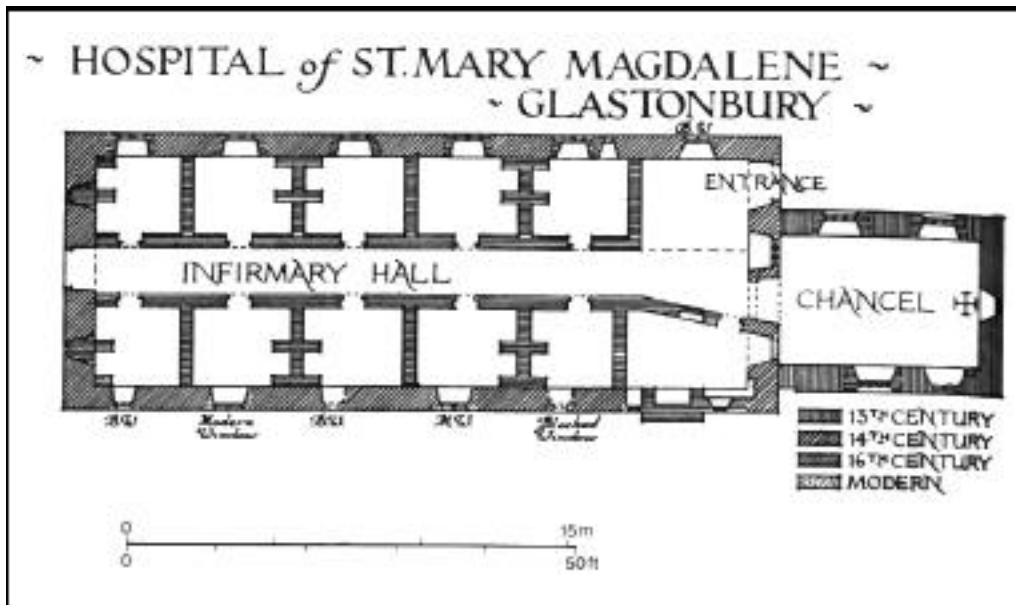 ~ HOSPITAL of ST. MARY MAGDALENE ~
~ GLASTONBURY ~
ENTRANCE
INFIRMARY HALL
CHANCEL
Modern
Window
Blocked
Window
13TH CENTURY
14TH CENTURY
16TH CENTURY
MODERN
0 15m
0 50ft